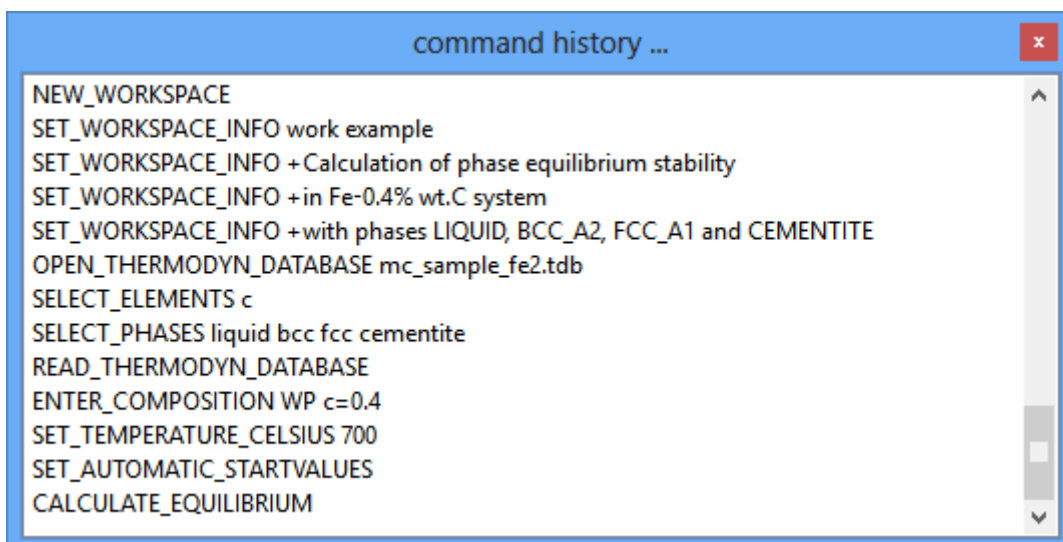 command history ...
x
NEW_WORKSPACE
SET_WORKSPACE_INFO work example
SET_WORKSPACE_INFO +Calculation of phase equilibrium stability
SET_WORKSPACE_INFO +in Fe-0.4% wt.C system
SET_WORKSPACE_INFO +with phases LIQUID, BCC_A2, FCC_A1 and CEMENTITE
OPEN_THERMODYN_DATABASE mc_sample_fe2.tdb
SELECT_ELEMENTS c
SELECT_PHASES liquid bcc fcc cementite
READ_THERMODYN_DATABASE
ENTER_COMPOSITION WP c=0.4
SET_TEMPERATURE_CELSIUS 700
SET_AUTOMATIC_STARTVALUES
CALCULATE_EQUILIBRIUM